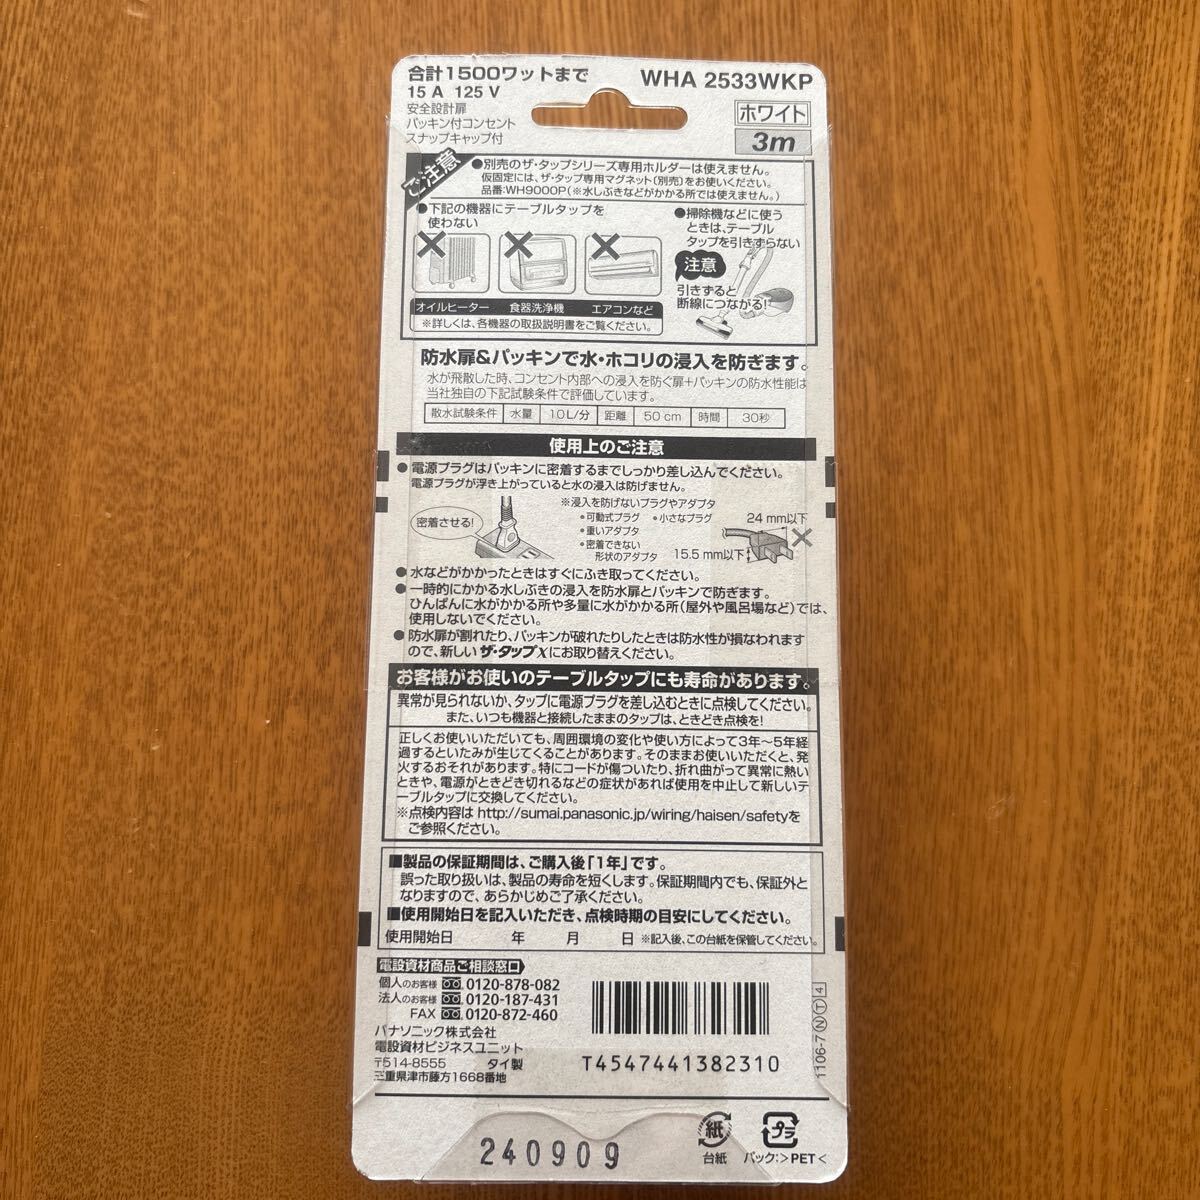 合計1500ワットまで
15 A 125 V
安全設計扉
パッキン付コンセント
スナップキャップ付
WHA 2533WKP
ホワイト
3m
ご注意
●別売のザ・タップシリーズ専用ホルダーは使えません。
仮固定には、ザ・タップ専用マグネット(別売)をお使いください。
品番:WH9000P(※水しぶきなどがかかる所では使えません。)
●下記の機器にテーブルタップを
使わない
オイルヒーター 食器洗浄機 エアコンなど
※詳しくは、各機器の取扱説明書をご覧ください。
●掃除機などに使う
ときは、テーブル
タップを引きずらない
注意
引きずると
断線につながる!
防水扉&パッキンで水・ホコリの浸入を防ぎます。
水が飛散した時、コンセント内部への浸入を防ぐ扉+パッキンの防水性能は
当社独自の下記試験条件で評価しています。
散水試験条件 水量 10L/分 距離 50 cm 時間 30秒
使用上のご注意
●電源プラグはパッキンに密着するまでしっかり差し込んでください。
電源プラグが浮き上がっていると水の浸入は防げません。
密着させる!
※浸入を防げないプラグやアダプタ
・可動式プラグ ・小さなプラグ
・重いアダプタ
・密着できない
形状のアダプタ
24 mm以下
15.5 mm以下
●水などがかかったときはすぐにふき取ってください。
●一時的にかかる水しぶきの浸入を防水扉とパッキンで防ぎます。
ひんぱんに水がかかる所や多量に水がかかる所(屋外や風呂場など)では、
使用しないでください。
●防水扉が割れたり、パッキンが破れたりしたときは防水性が損なわれます
ので、新しい ザ・タップXにお取り替えください。
お客様がお使いのテーブルタップにも寿命があります。
異常が見られないか、タップに電源プラグを差し込むときに点検してください。
また、いつも機器と接続したままのタップは、ときどき点検を!
正しくお使いいただいても、周囲環境の変化や使い方によって3年〜5年経
過するといたみが生じてくることがあります。そのままお使いいただくと、発
火するおそれがあります。特にコードが傷ついたり、折れ曲がって異常に熱い
ときや、電源がときどき切れるなどの症状があれば使用を中止して新しいテ
ーブルタップに交換してください。
※点検内容は http://sumai.panasonic.jp/wiring/haisen/safetyを
ご参照ください。
■製品の保証期間は、ご購入後「1年」です。
誤った取り扱いは、製品の寿命を短くします。保証期間内でも、保証外と
なりますので、あらかじめご了承ください。
■使用開始日を記入いただき、点検時期の目安にしてください。
使用開始日 年 月 日 ※記入後、この台紙を保管してください。
電設資材商品ご相談窓口
個人のお客様 0120-878-082
法人のお客様 0120-187-431
FAX 0120-872-460
パナソニック株式会社
電設資材ビジネスユニット
〒514-8555 タイ製
三重県津市藤方1668番地
T4547441382310
1106-7 N T 4
240909
紙
台紙
プラ
パック:>PET<